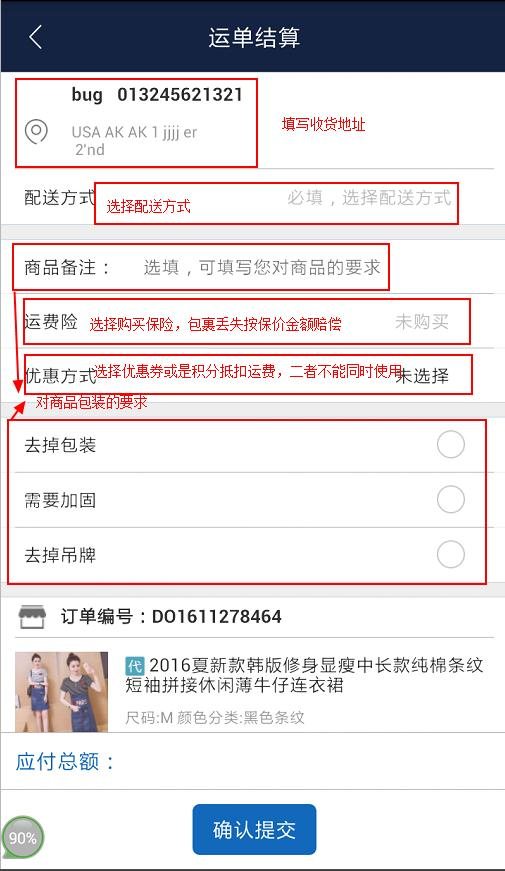 运单结算
bug 013245621321
USA AK AK 1 jjjj er
2'nd
填写收货地址
配送方式
选择配送方式
必填，选择配送方式
商品备注：
选填，可填写您对商品的要求
运费险
选择购买保险，包裹丢失按保价金额赔偿
未购买
优惠方式
选择优惠券或是积分抵扣运费，二者不能同时使用
未选择
对商品包装的要求
去掉包装
需要加固
去掉吊牌
订单编号：DO1611278464
代 2016夏新款韩版修身显瘦中长款纯棉条纹
短袖拼接休闲薄牛仔连衣裙
尺码:M 颜色分类:黑色条纹
应付总额：
90%
确认提交